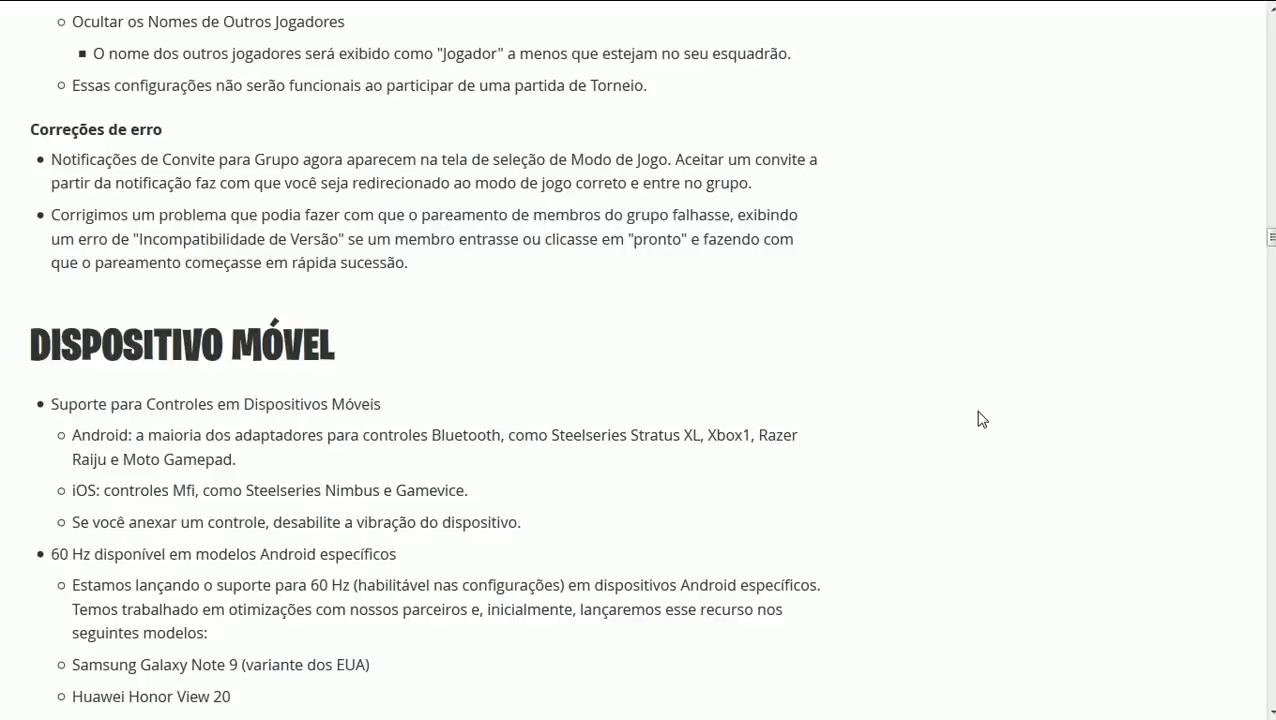 Ocultar os Nomes de Outros Jogadores
O nome dos outros jogadores será exibido como "Jogador" a menos que estejam no seu esquadrão.
Essas configurações não serão funcionais ao participar de uma partida de Torneio.
Correções de erro
Notificações de Convite para Grupo agora aparecem na tela de seleção de Modo de Jogo. Aceitar um convite a
partir da notificação faz com que você seja redirecionado ao modo de jogo correto e entre no grupo.
Corrigimos um problema que podia fazer com que o pareamento de membros do grupo falhasse, exibindo
um erro de "Incompatibilidade de Versão" se um membro entrasse ou clicasse em "pronto" e fazendo com
que o pareamento começasse em rápida sucessão.
DISPOSITIVO MÓVEL
Suporte para Controles em Dispositivos Móveis
Android: a maioria dos adaptadores para controles Bluetooth, como Steelseries Stratus XL, Xbox1, Razer
Raiju e Moto Gamepad.
iOS: controles Mfi, como Steelseries Nimbus e Gamevice.
Se você anexar um controle, desabilite a vibração do dispositivo.
60 Hz disponível em modelos Android específicos
Estamos lançando o suporte para 60 Hz (habilitável nas configurações) em dispositivos Android específicos.
Temos trabalhado em otimizações com nossos parceiros e, inicialmente, lançaremos esse recurso nos
seguintes modelos:
Samsung Galaxy Note 9 (variante dos EUA)
Huawei Honor View 20